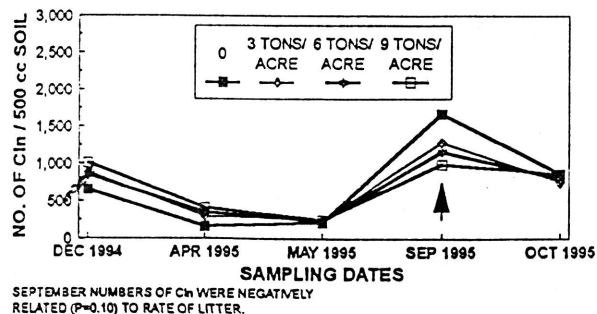 NO. OF CIn / 500 cc SOIL
3,000
2,500
2,000
1,500
1,000
500
0
0 3 TONS/ 6 TONS/ 9 TONS/
ACRE ACRE ACRE
DEC 1994 APR 1995 MAY 1995 SEP 1995 OCT 1995
SAMPLING DATES
SEPTEMBER NUMBERS OF CIn WERE NEGATIVELY
RELATED (P=0.10) TO RATE OF LITTER.